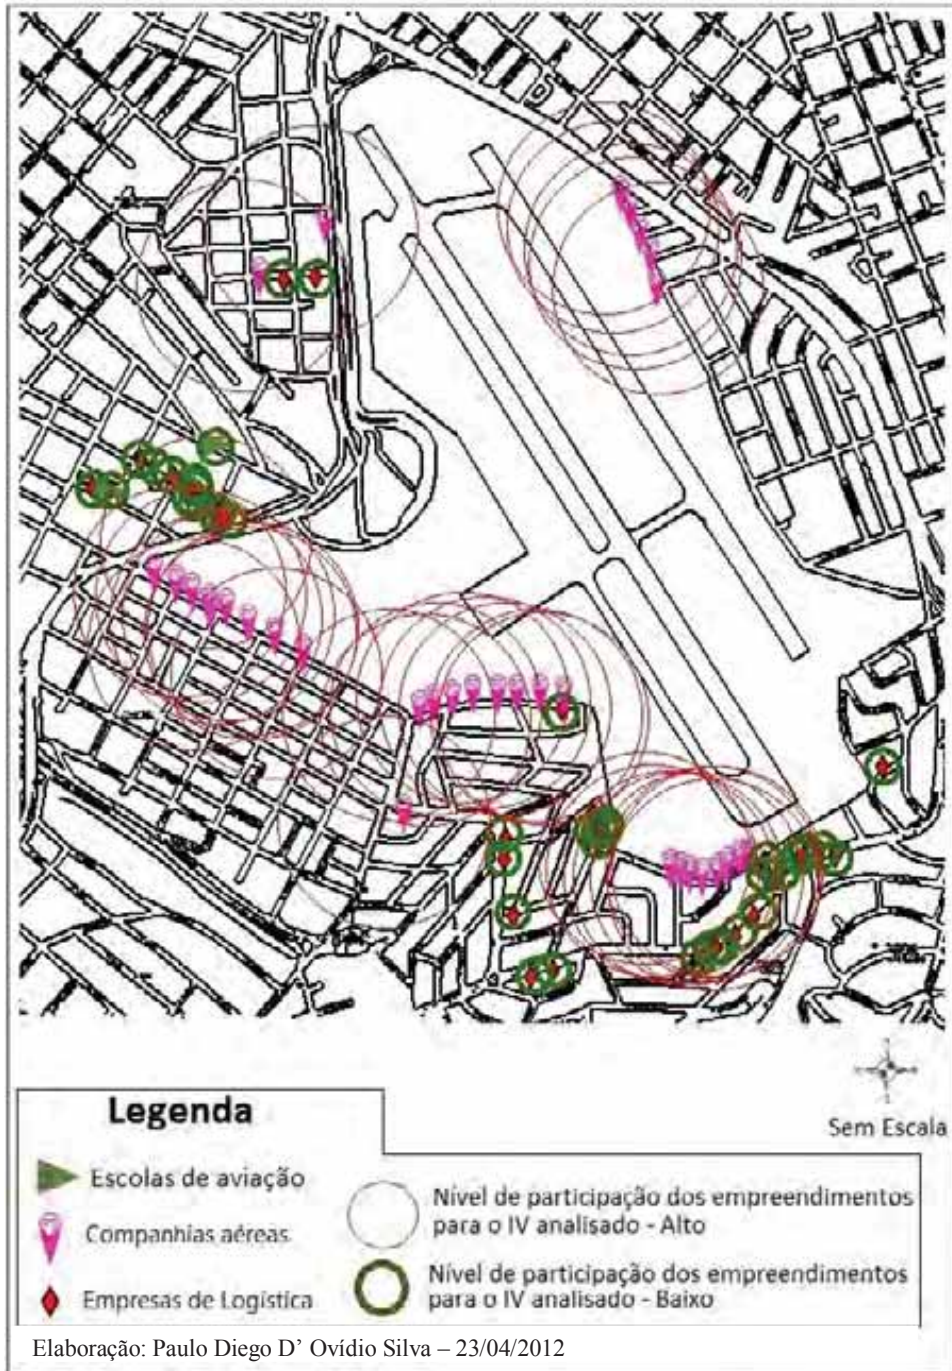 Sem Escala
Legenda
Escolas de aviação
Companhias aéreas
Empresas de Logística
Nível de participação dos empreendimentos
para o IV analisado - Alto
Nível de participação dos empreendimentos
para o IV analisado - Baixo
Elaboração: Paulo Diego D’ Ovídio Silva – 23/04/2012